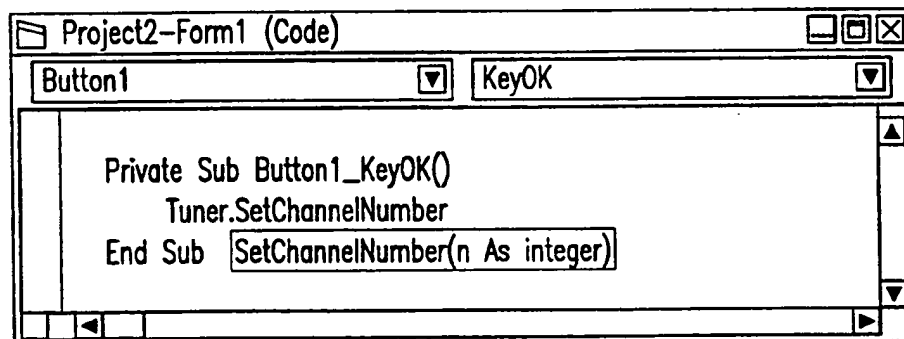 Project2-Form1 (Code)
Button1 KeyOK
Private Sub Button1_KeyOK()
Tuner.SetChannelNumber
End Sub SetChannelNumber(n As integer)